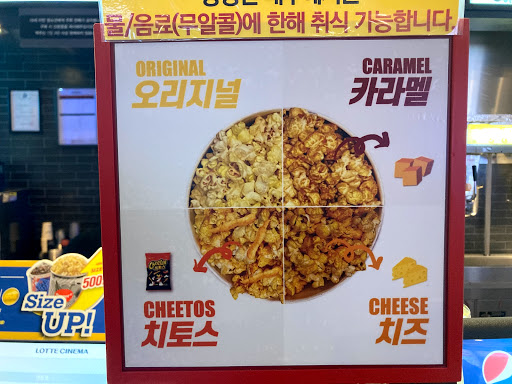 물/음료(무알콜)에 한해 취식 가능합니다.
ORIGINAL
오리지널
CARAMEL
카라멜
CHEETOS
치토스
CHEESE
치즈
500
Size
UP!
LOTTE CINEMA